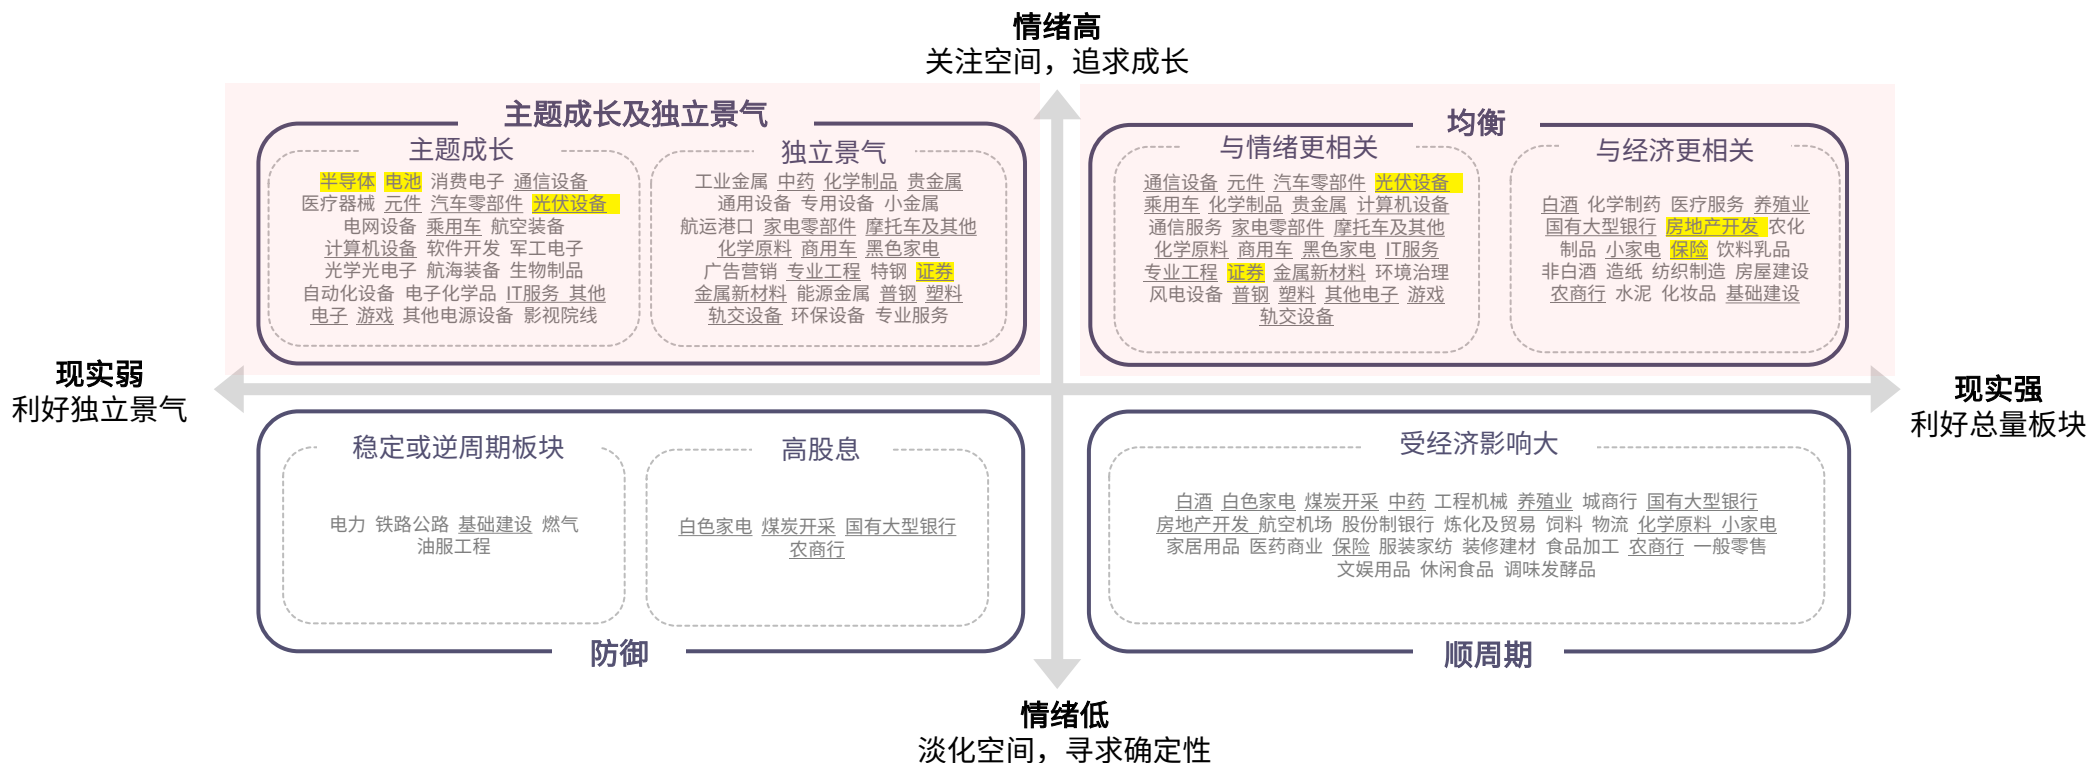 情绪高
关注空间，追求成长
主题成长及独立景气
主题成长
半导体 电池 消费电子 通信设备
医疗器械 元件 汽车零部件 光伏设备
电网设备 乘用车 航空装备
计算机设备 软件开发 军工电子
光学光电子 航海装备 生物制品
自动化设备 电子化学品 IT服务 其他
电子 游戏 其他电源设备 影视院线
独立景气
工业金属 中药 化学制品 贵金属
通用设备 专用设备 小金属
航运港口 家电零部件 摩托车及其他
化学原料 商用车 黑色家电
广告营销 专业工程 特钢 证券
金属新材料 能源金属 普钢 塑料
轨交设备 环保设备 专业服务
均衡
与情绪更相关
通信设备 元件 汽车零部件 光伏设备
乘用车 化学制品 贵金属 计算机设备
通信服务 家电零部件 摩托车及其他
化学原料 商用车 黑色家电 IT服务
专业工程 证券 金属新材料 环境治理
风电设备 普钢 塑料 其他电子 游戏
轨交设备
与经济更相关
白酒 化学制药 医疗服务 养殖业
国有大型银行 房地产开发 农化
制品 小家电 保险 饮料乳品
非白酒 造纸 纺织制造 房屋建设
农商行 水泥 化妆品 基础建设
现实弱
利好独立景气
现实强
利好总量板块
稳定或逆周期板块
电力 铁路公路 基础建设 燃气
油服工程
高股息
白色家电 煤炭开采 国有大型银行
农商行
防御
受经济影响大
白酒 白色家电 煤炭开采 中药 工程机械 养殖业 城商行 国有大型银行
房地产开发 航空机场 股份制银行 炼化及贸易 饲料 物流 化学原料 小家电
家居用品 医药商业 保险 服装家纺 装修建材 食品加工 农商行 一般零售
文娱用品 休闲食品 调味发酵品
顺周期
情绪低
淡化空间，寻求确定性